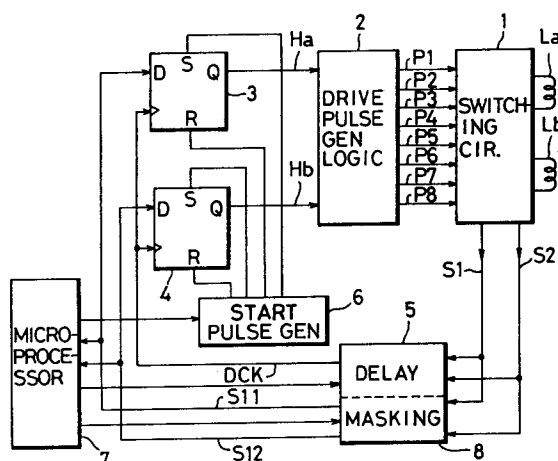 1
2
La
Ha
S
D
Q
3
R
P1
P2
P3
P4
P5
P6
P7
P8
DRIVE
PULSE
GEN
LOGIC
SWITCH-
ING
CIR.
Lb
Hb
S
D
Q
4
R
S1
S2
6
START
PULSE GEN
5
MICRO-
PROCE-
SSOR
DCK
DELAY
S11
MASKING
S12
7
8